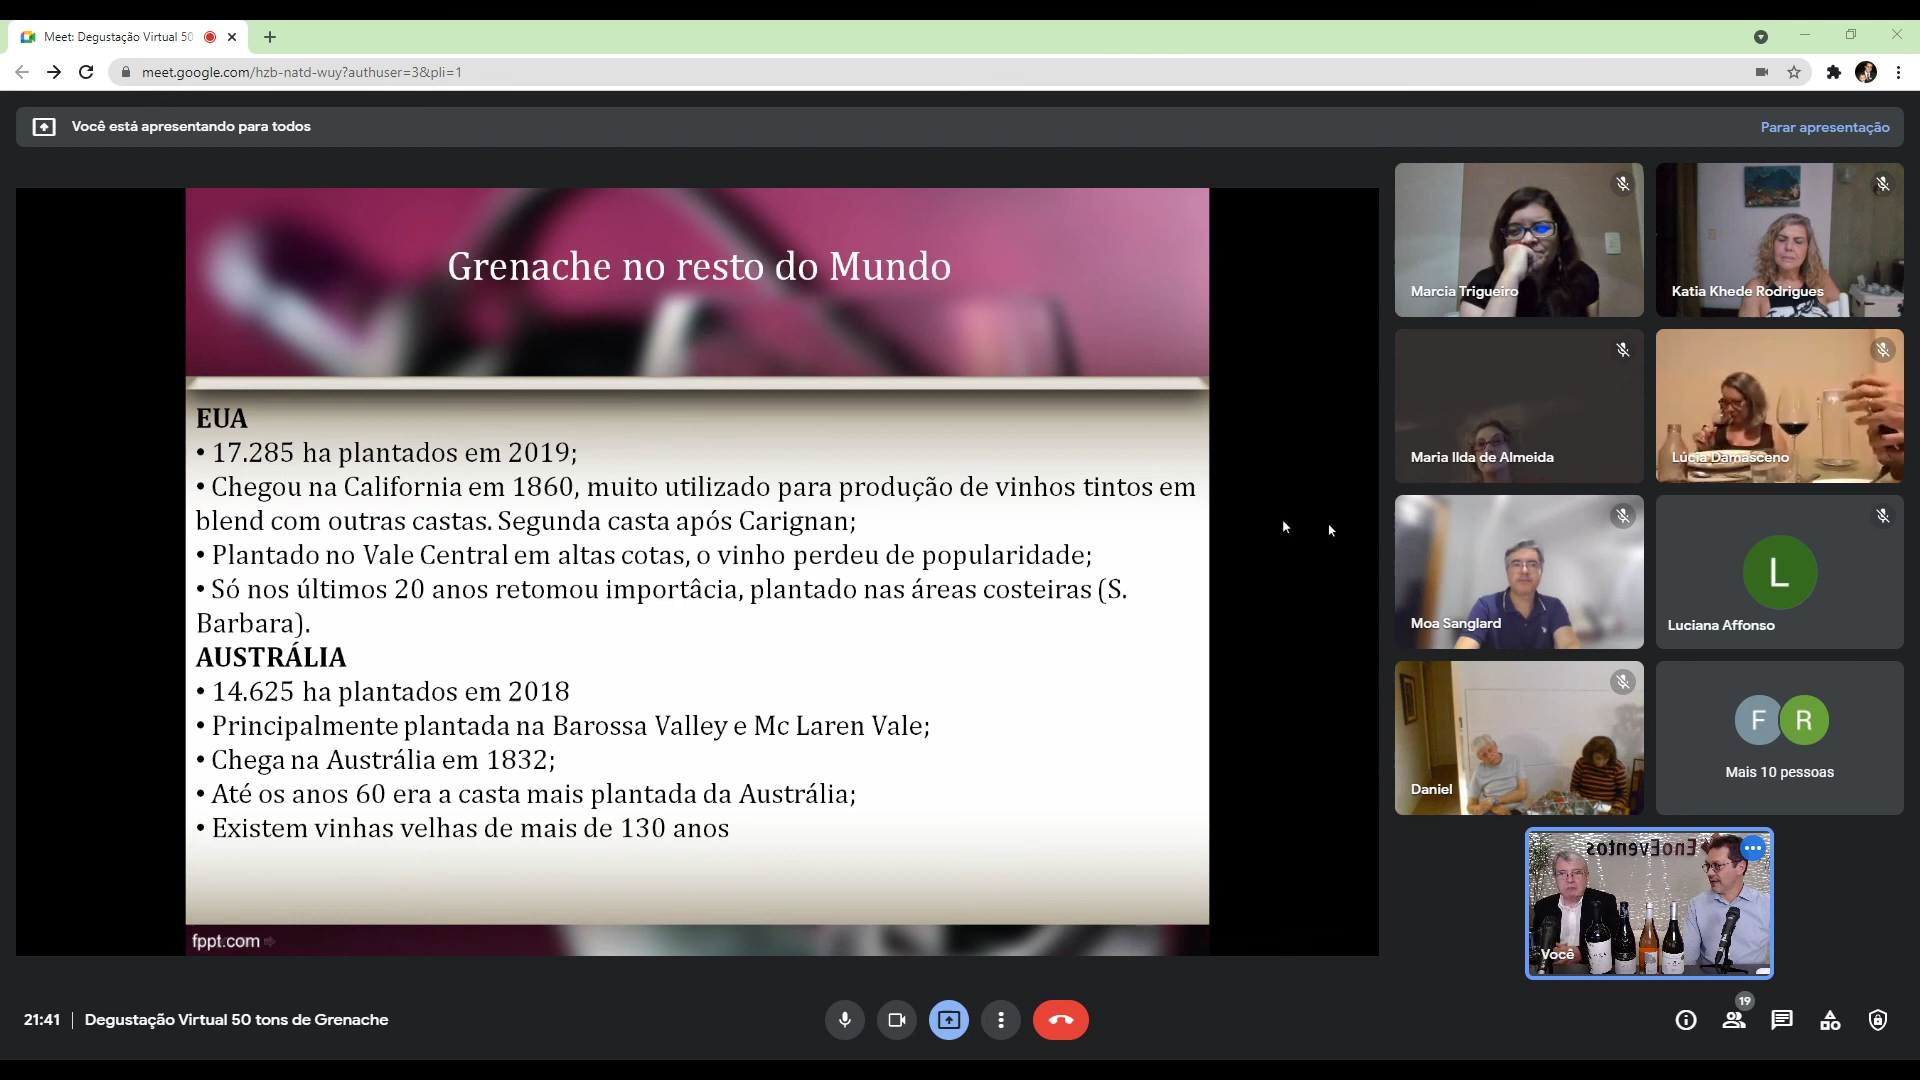 Meet: Degustação Virtual 50
meet.google.com/hzb-natd-wuy?authuser=3&pli=1
Você está apresentando para todos
Parar apresentação
Grenache no resto do Mundo
EUA
• 17.285 ha plantados em 2019;
• Chegou na California em 1860, muito utilizado para produção de vinhos tintos em
blend com outras castas. Segunda casta após Carignan;
• Plantado no Vale Central em altas cotas, o vinho perdeu de popularidade;
• Só nos últimos 20 anos retomou importâcia, plantado nas áreas costeiras (S.
Barbara).
AUSTRÁLIA
• 14.625 ha plantados em 2018
• Principalmente plantada na Barossa Valley e Mc Laren Vale;
• Chega na Austrália em 1832;
• Até os anos 60 era a casta mais plantada da Austrália;
• Existem vinhas velhas de mais de 130 anos
fppt.com
Marcia Trigueiro
Katia Khede Rodrigues
Maria Ilda de Almeida
Lúcia Damasceno
Moa Sanglard
L
Luciana Affonso
Daniel
F R
Mais 10 pessoas
EnoEventos
Você
21:41 | Degustação Virtual 50 tons de Grenache
19